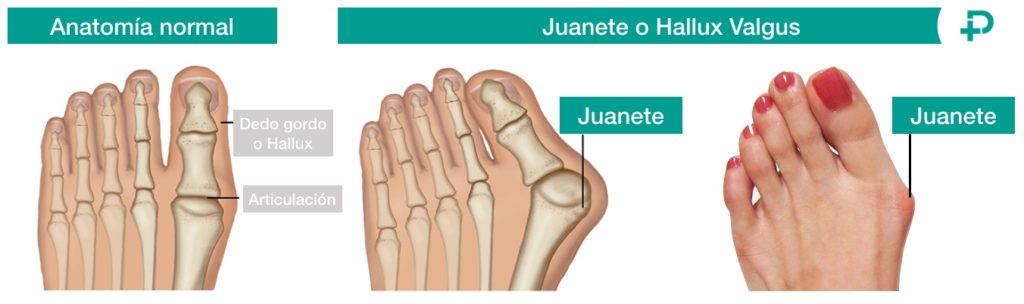 Anatomía normal
Juanete o Hallux Valgus
Dedo gordo
o Hallux
Articulación
Juanete
Juanete